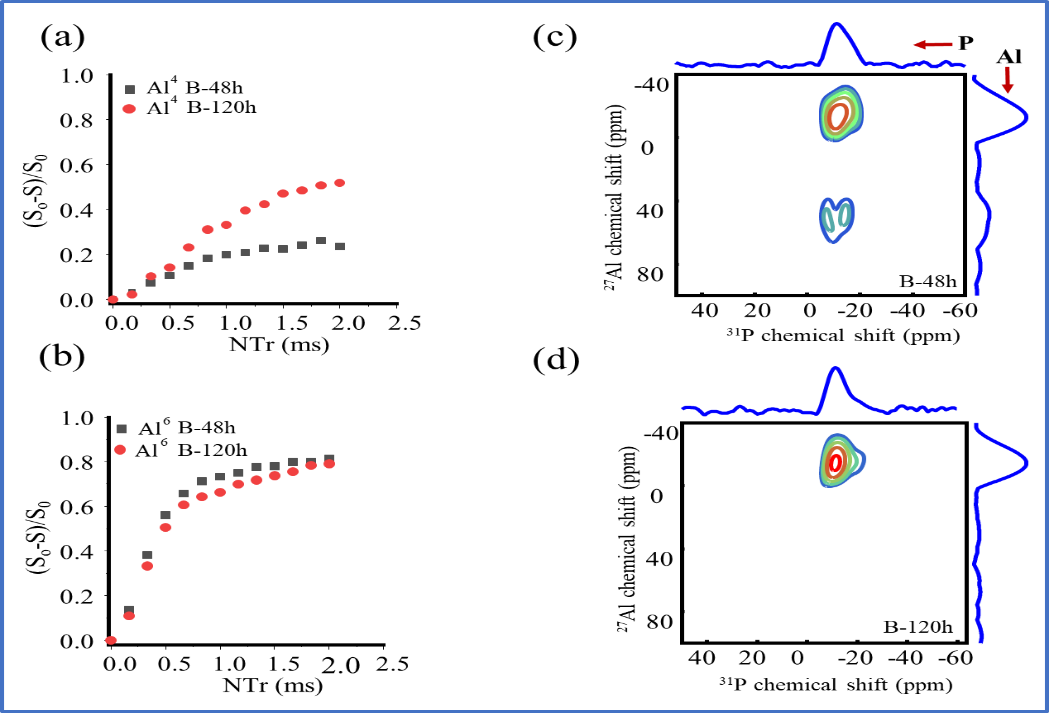 (a)
1.0
0.8
0.6
0.4
0.2
0.0
(S₀-S)/S₀
Al⁴ B-48h
Al⁴ B-120h
0.0 0.5 1.0 1.5 2.0 2.5
NTr (ms)
(b)
1.0
0.8
0.6
0.4
0.2
0.0
(S₀-S)/S₀
Al⁶ B-48h
Al⁶ B-120h
0.0 0.5 1.0 1.5 2.0 2.5
NTr (ms)
(c)
P
Al
-40
0
40
80
²⁷Al chemical shift (ppm)
B-48h
40 20 0 -20 -40 -60
³¹P chemical shift (ppm)
(d)
-40
0
40
80
²⁷Al chemical shift (ppm)
B-120h
40 20 0 -20 -40 -60
³¹P chemical shift (ppm)